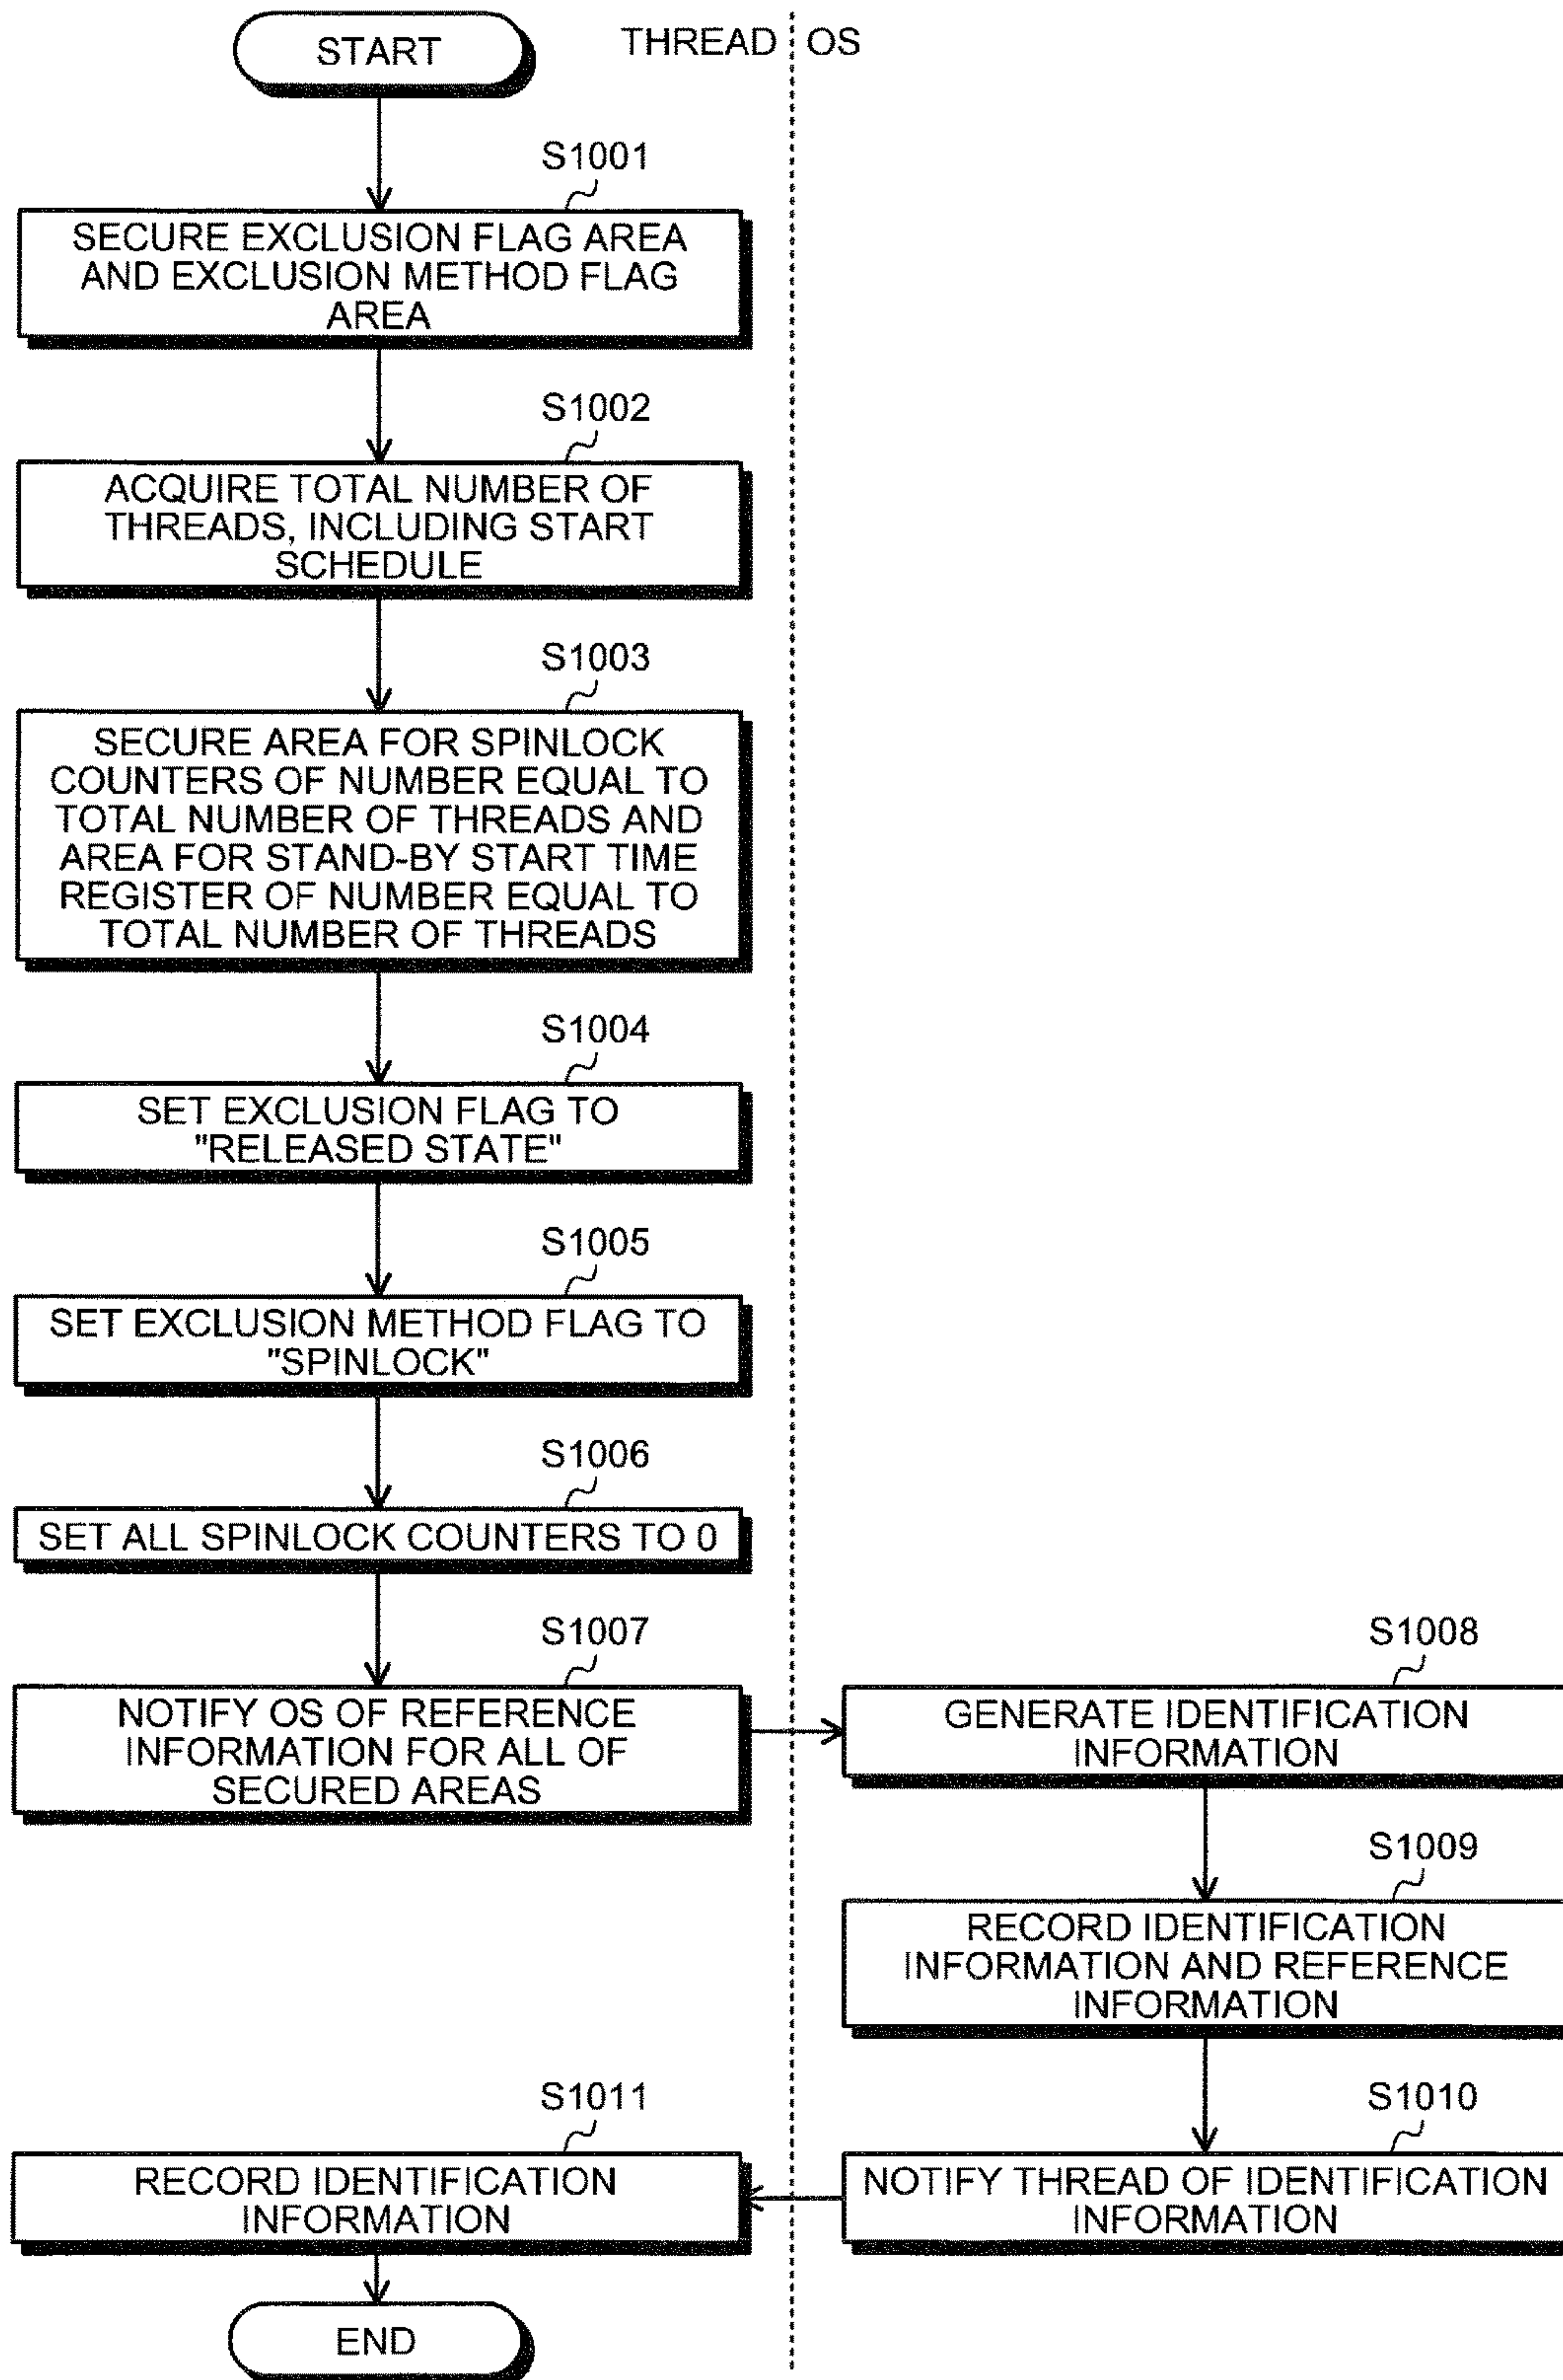 START
THREAD
OS
S1001
SECURE EXCLUSION FLAG AREA
AND EXCLUSION METHOD FLAG
AREA
S1002
ACQUIRE TOTAL NUMBER OF
THREADS, INCLUDING START
SCHEDULE
S1003
SECURE AREA FOR SPINLOCK
COUNTERS OF NUMBER EQUAL TO
TOTAL NUMBER OF THREADS AND
AREA FOR STAND-BY START TIME
REGISTER OF NUMBER EQUAL TO
TOTAL NUMBER OF THREADS
S1004
SET EXCLUSION FLAG TO
"RELEASED STATE"
S1005
SET EXCLUSION METHOD FLAG TO
"SPINLOCK"
S1006
SET ALL SPINLOCK COUNTERS TO 0
S1007
NOTIFY OS OF REFERENCE
INFORMATION FOR ALL OF
SECURED AREAS
S1008
GENERATE IDENTIFICATION
INFORMATION
S1009
RECORD IDENTIFICATION
INFORMATION AND REFERENCE
INFORMATION
S1010
NOTIFY THREAD OF IDENTIFICATION
INFORMATION
S1011
RECORD IDENTIFICATION
INFORMATION
END